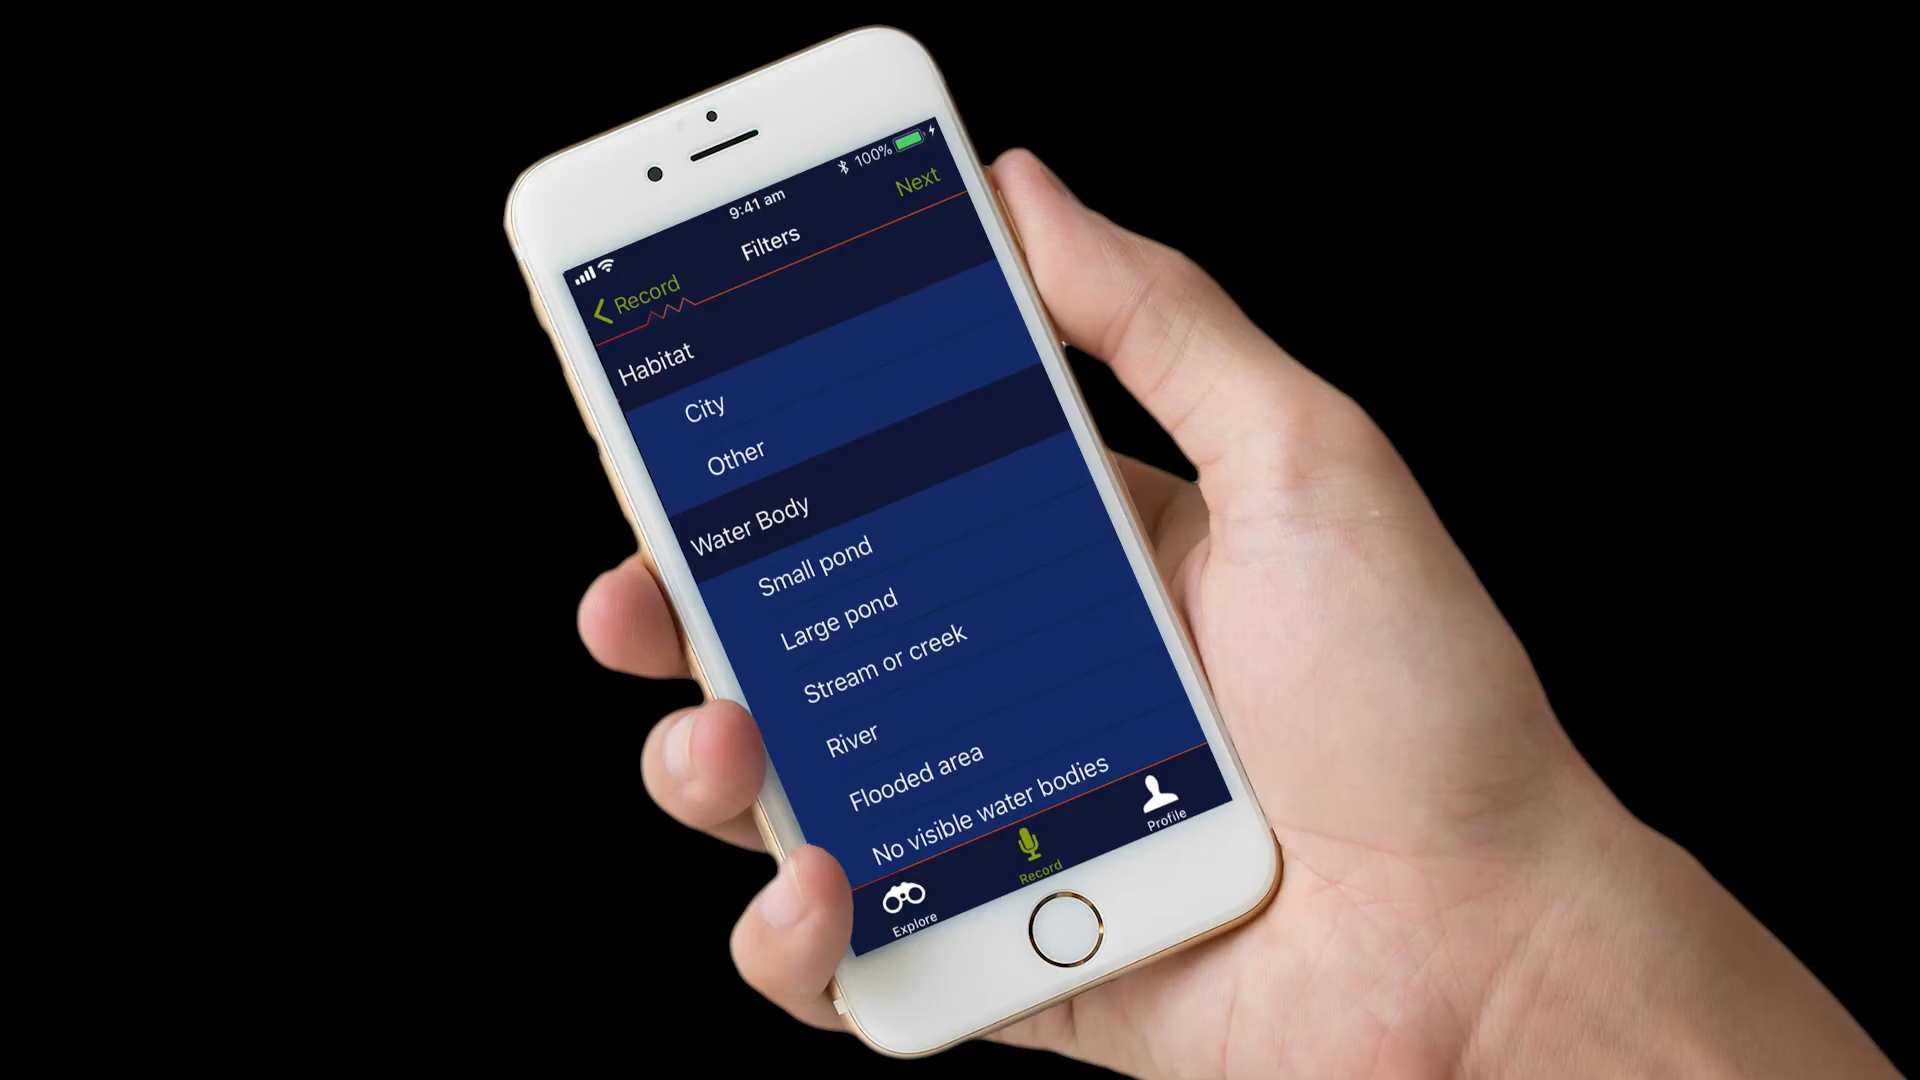 9:41 am
100%
Record
Filters
Next
Habitat
City
Other
Water Body
Small pond
Large pond
Stream or creek
River
Flooded area
No visible water bodies
Explore
Record
Profile